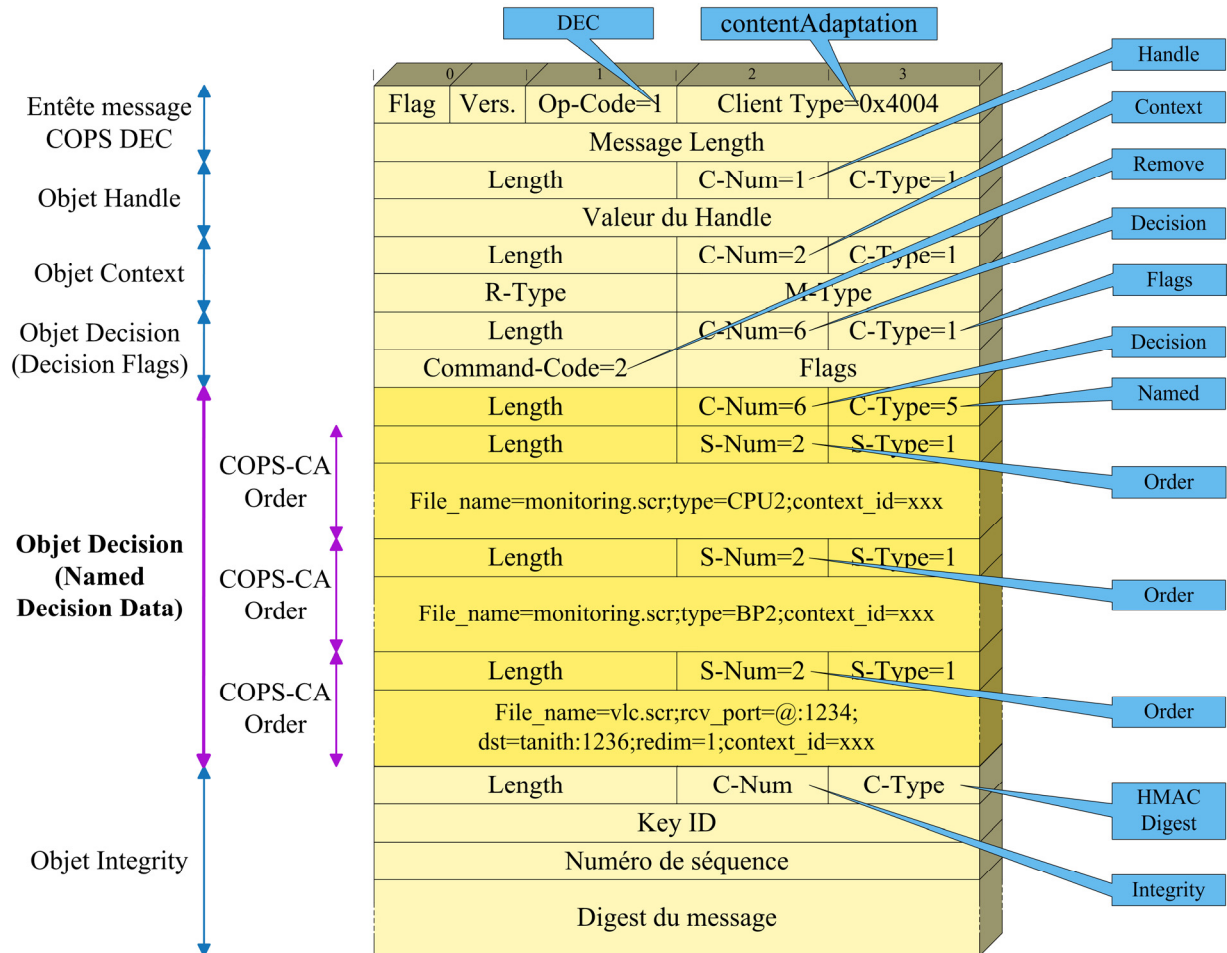 DEC
contentAdaptation
0 1 2 3
Handle
Entête message
COPS DEC
Flag Vers. Op-Code=1 Client Type=0x4004
Context
Message Length
Remove
Objet Handle
Length C-Num=1 C-Type=1
Valeur du Handle
Decision
Objet Context
Length C-Num=2 C-Type=1
R-Type M-Type
Flags
Objet Decision
(Decision Flags)
Length C-Num=6 C-Type=1
Command-Code=2 Flags
Decision
Named
Length C-Num=6 C-Type=5
Objet Decision
(Named
Decision Data)
COPS-CA
Order
Length S-Num=2 S-Type=1
Order
File_name=monitoring.scr;type=CPU2;context_id=xxx
COPS-CA
Order
Length S-Num=2 S-Type=1
Order
File_name=monitoring.scr;type=BP2;context_id=xxx
COPS-CA
Order
Length S-Num=2 S-Type=1
Order
File_name=vlc.scr;rcv_port=@:1234;
dst=tanith:1236;redim=1;context_id=xxx
Objet Integrity
Length C-Num C-Type
HMAC
Digest
Key ID
Numéro de séquence
Integrity
Digest du message